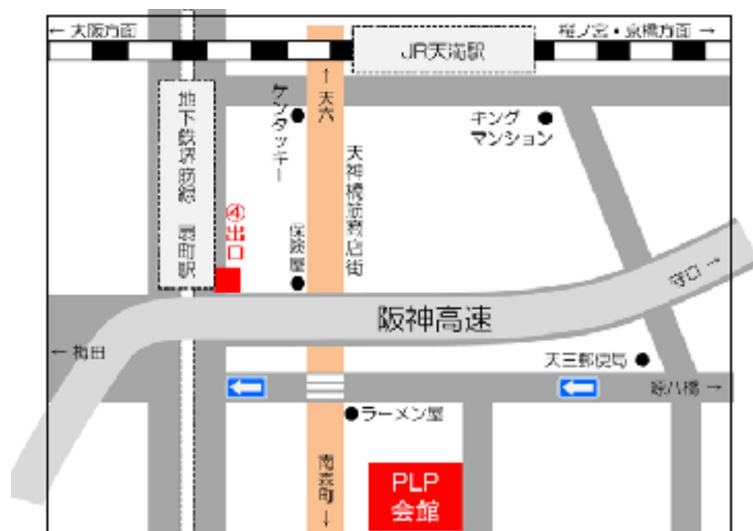 ← 大阪方面
桜ノ宮・京橋方面 →
JR天満駅
地下鉄堺筋線 扇町駅
④出口
ケンタッキー
保険屋
← 天六
天神橋筋商店街
キング
マンション
阪神高速
守口 →
← 梅田
天三郵便局
源八橋 →
ラーメン屋
南森町 →
PLP
会館